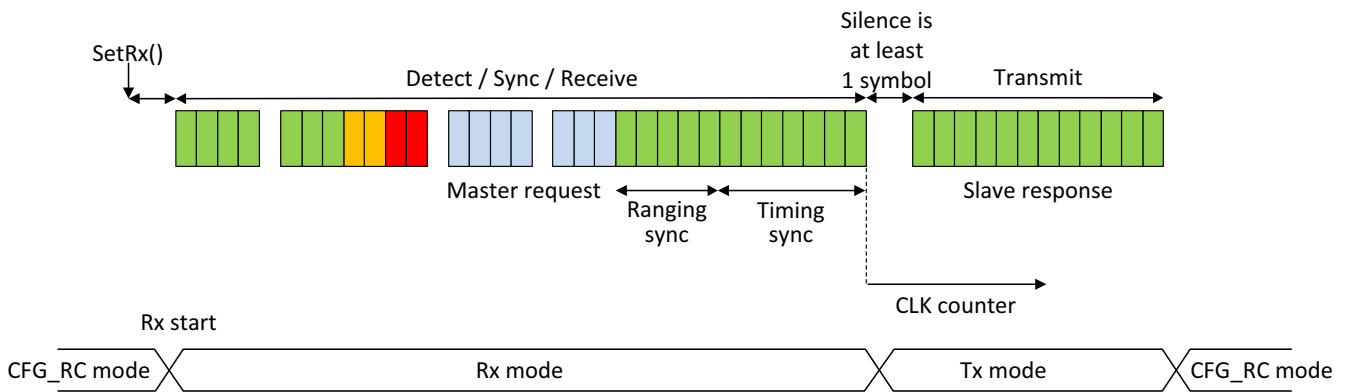 Silence is
at least
1 symbol
SetRx()
Detect / Sync / Receive
Transmit
Master request
Ranging
sync
Timing
sync
Slave response
CLK counter
Rx start
CFG_RC mode
Rx mode
Tx mode
CFG_RC mode